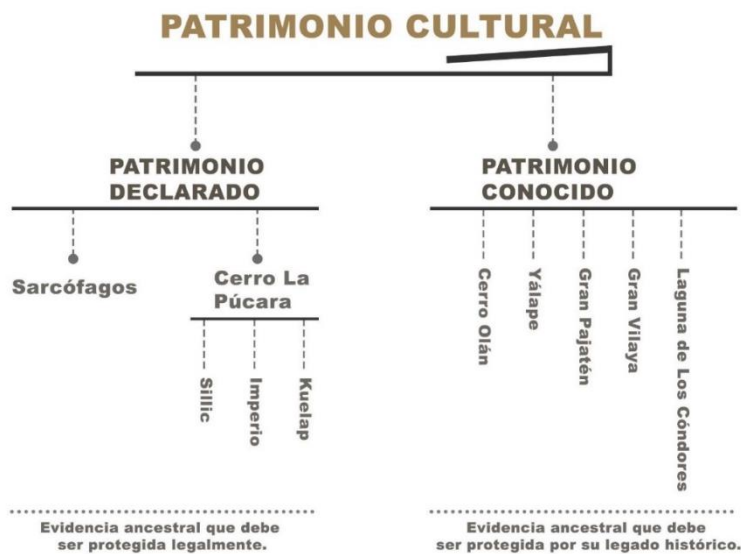 PATRIMONIO CULTURAL
PATRIMONIO
DECLARADO
Sarcófagos
Cerro La
Púcara
Sillic
Imperio
Kuelap
Evidencia ancestral que debe
ser protegida legalmente.
PATRIMONIO
CONOCIDO
Cerro Olán
Yálape
Gran Pajatén
Gran Vilaya
Laguna de Los Cóndores
Evidencia ancestral que debe
ser protegida por su legado histórico.